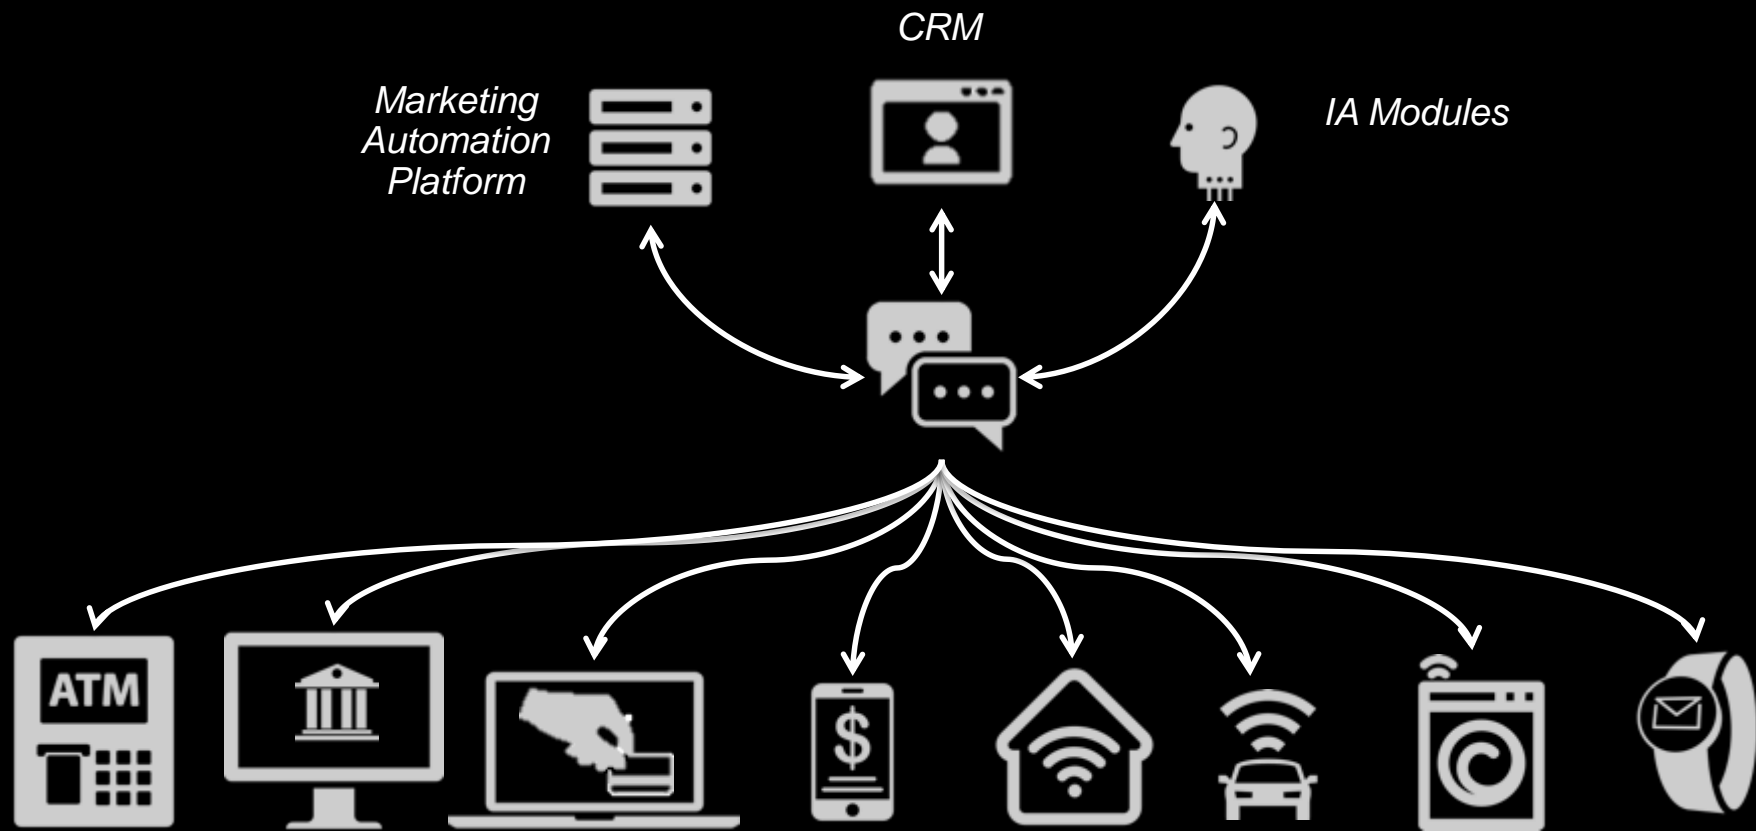 CRM
Marketing
Automation
Platform
IA Modules
ATM
$